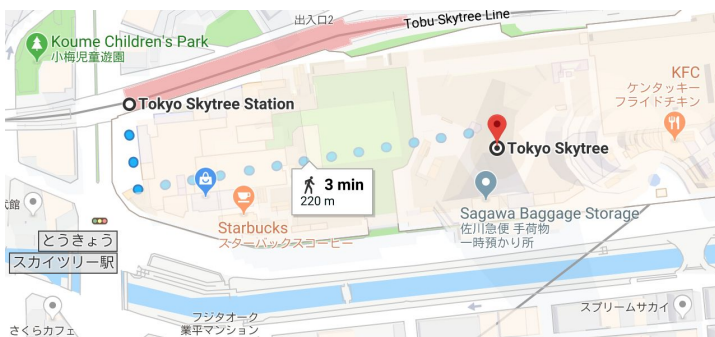 出入口2
Tobu Skytree Line
Koume Children's Park
小梅児童遊園
KFC
ケンタッキー
フライドチキン
Tokyo Skytree Station
Tokyo Skytree
3 min
220 m
Starbucks
スターバックスコーヒー
Sagawa Baggage Storage
佐川急便 手荷物
一時預かり所
館
とうきょう
スカイツリー駅
さくらカフェ
フジタオーク
業平マンション
スプリームサカイ